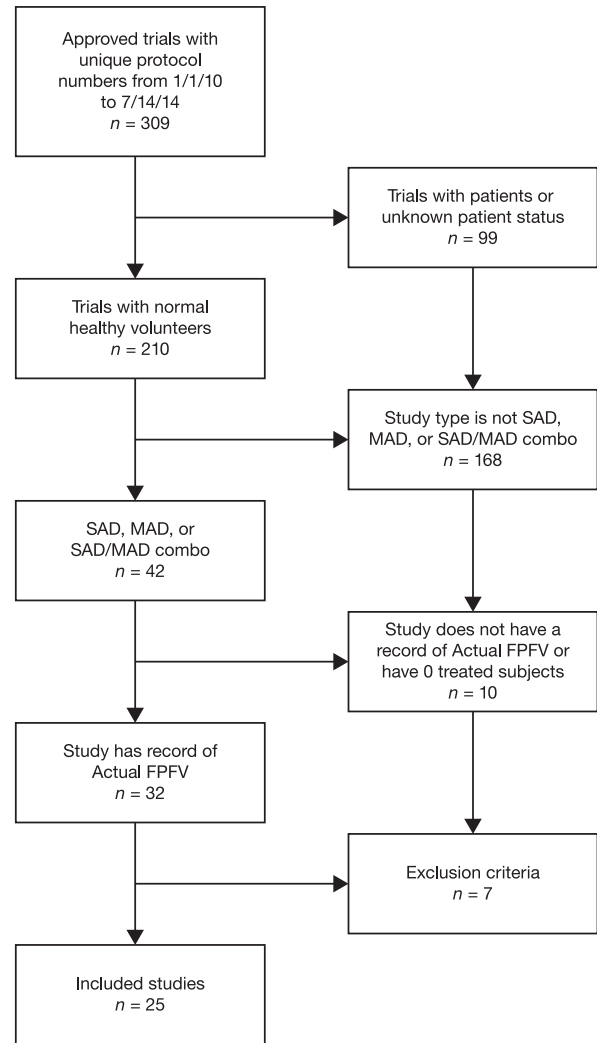 Approved trials with
unique protocol
numbers from 1/1/10
to 7/14/14
n = 309
Trials with patients or
unknown patient status
n = 99
Trials with normal
healthy volunteers
n = 210
Study type is not SAD,
MAD, or SAD/MAD combo
n = 168
SAD, MAD, or
SAD/MAD combo
n = 42
Study does not have a
record of Actual FPFV or
have 0 treated subjects
n = 10
Study has record of
Actual FPFV
n = 32
Exclusion criteria
n = 7
Included studies
n = 25